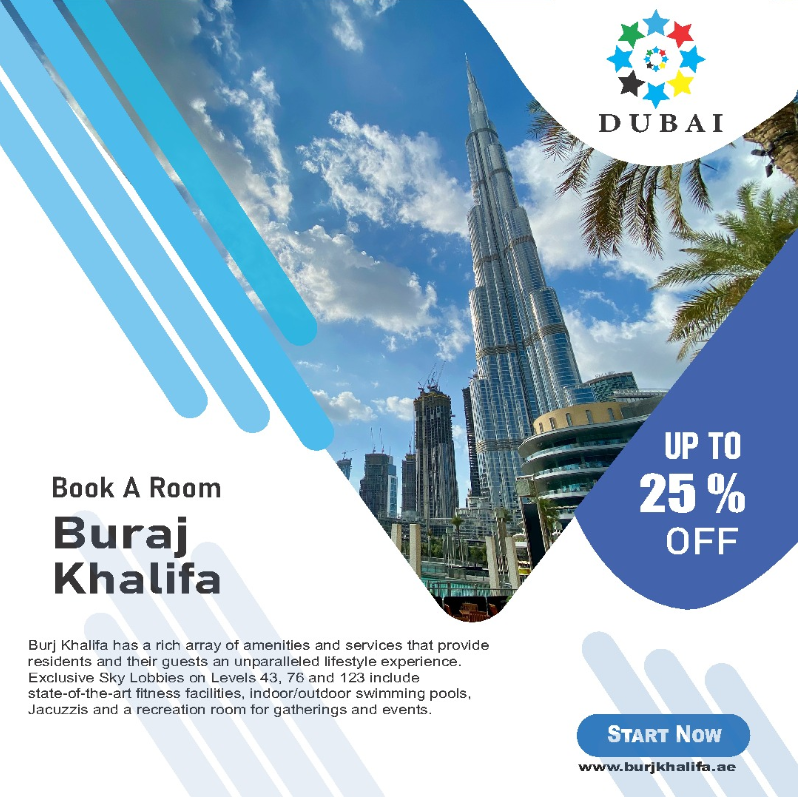 DUBAI
UP TO
25 %
OFF
Book A Room
Buraj
Khalifa
Burj Khalifa has a rich array of amenities and services that provide
residents and their guests an unparalleled lifestyle experience.
Exclusive Sky Lobbies on Levels 43, 76 and 123 include
state-of-the-art fitness facilities, indoor/outdoor swimming pools,
Jacuzzis and a recreation room for gatherings and events.
START NOW
www.burjkhalifa.ae